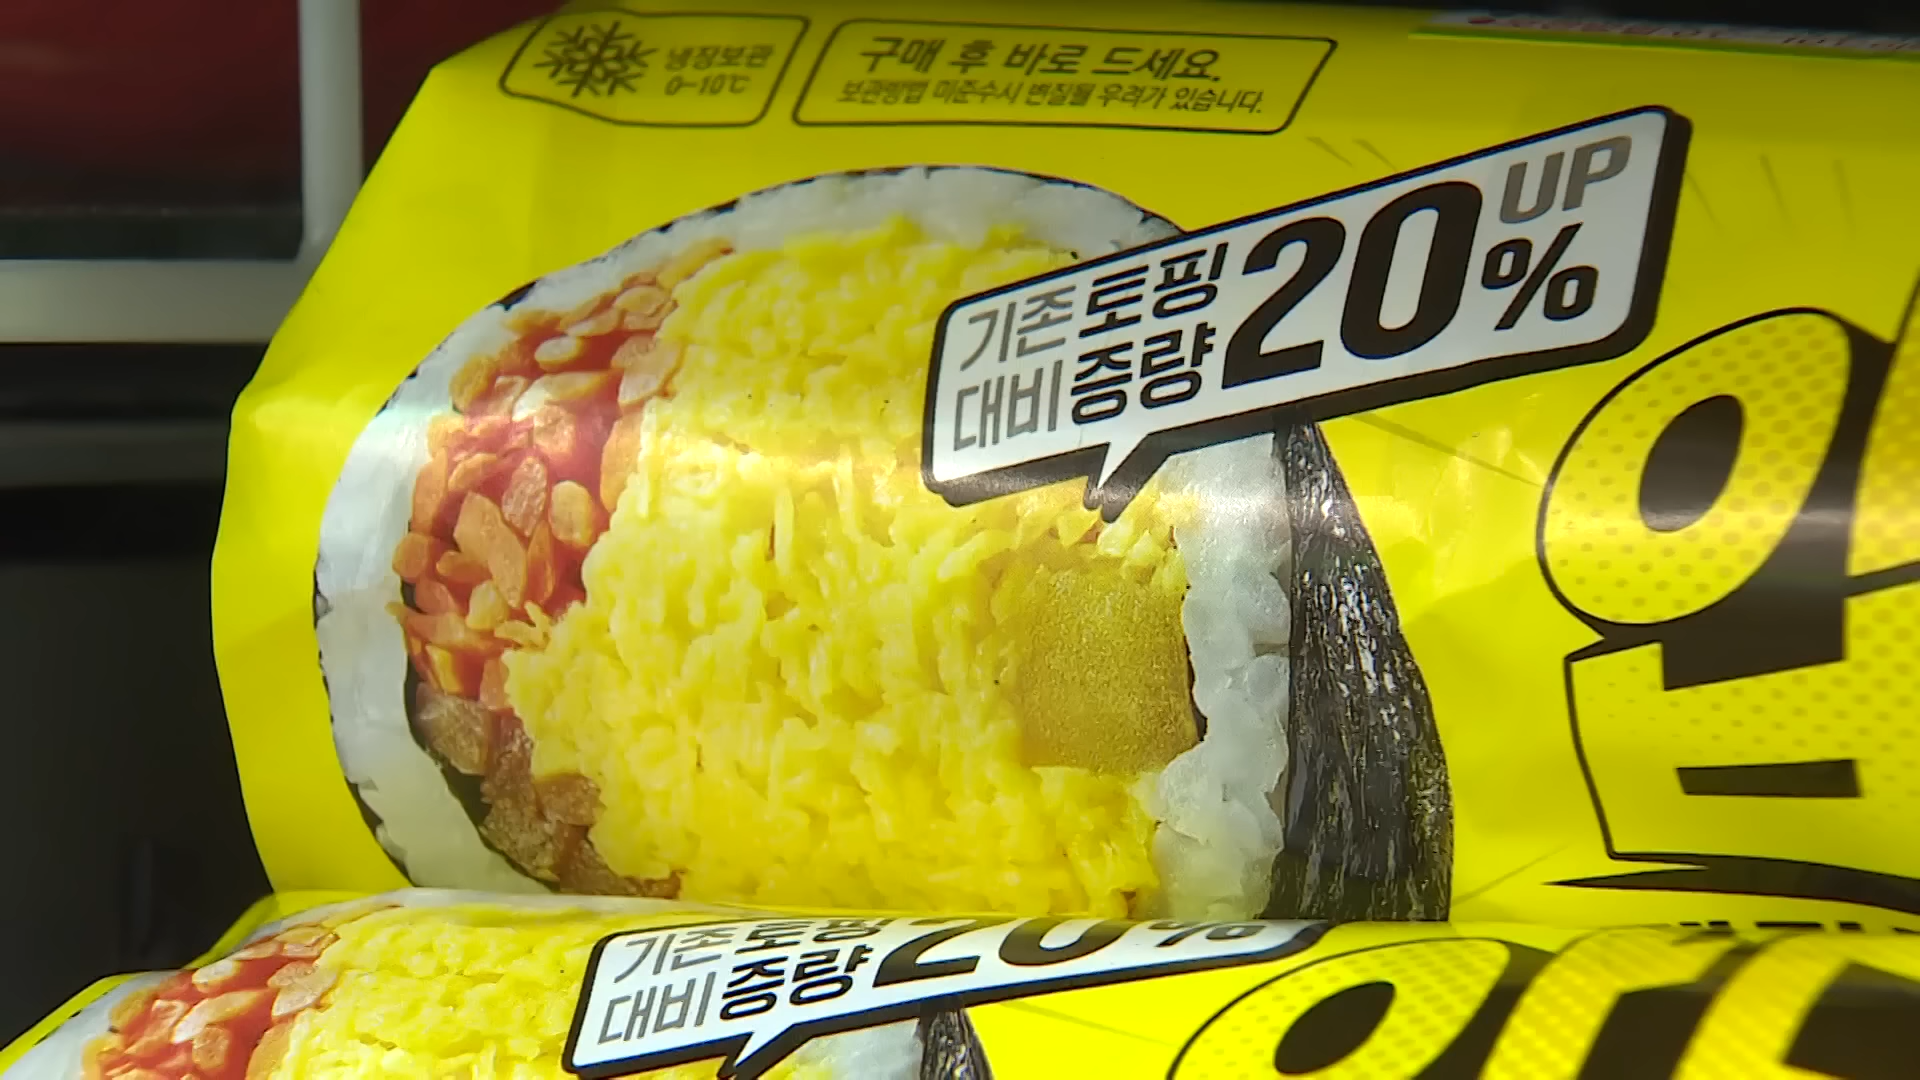 냉장보관
0~10℃
구매 후 바로 드세요.
보관방법 미준수시 변질될 우려가 있습니다.
기존 토핑
대비 증량 20% UP
기존 토핑
대비 증량 20%